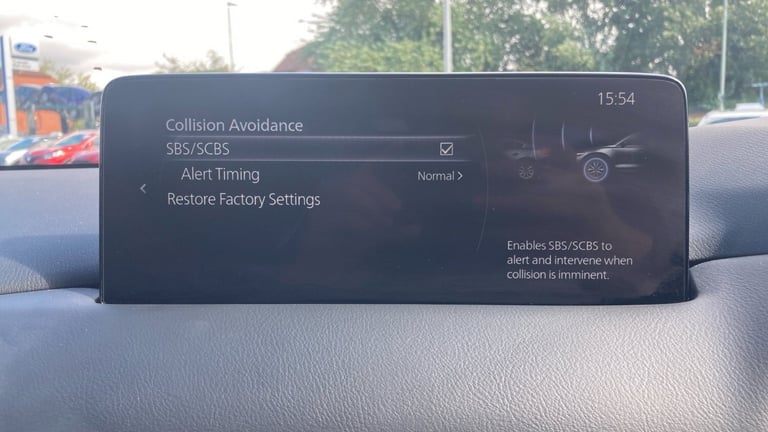 Ford
15:54
Collision Avoidance
SBS/SCBS
Alert Timing
Normal >
Restore Factory Settings
<
Enables SBS/SCBS to
alert and intervene when
collision is imminent.